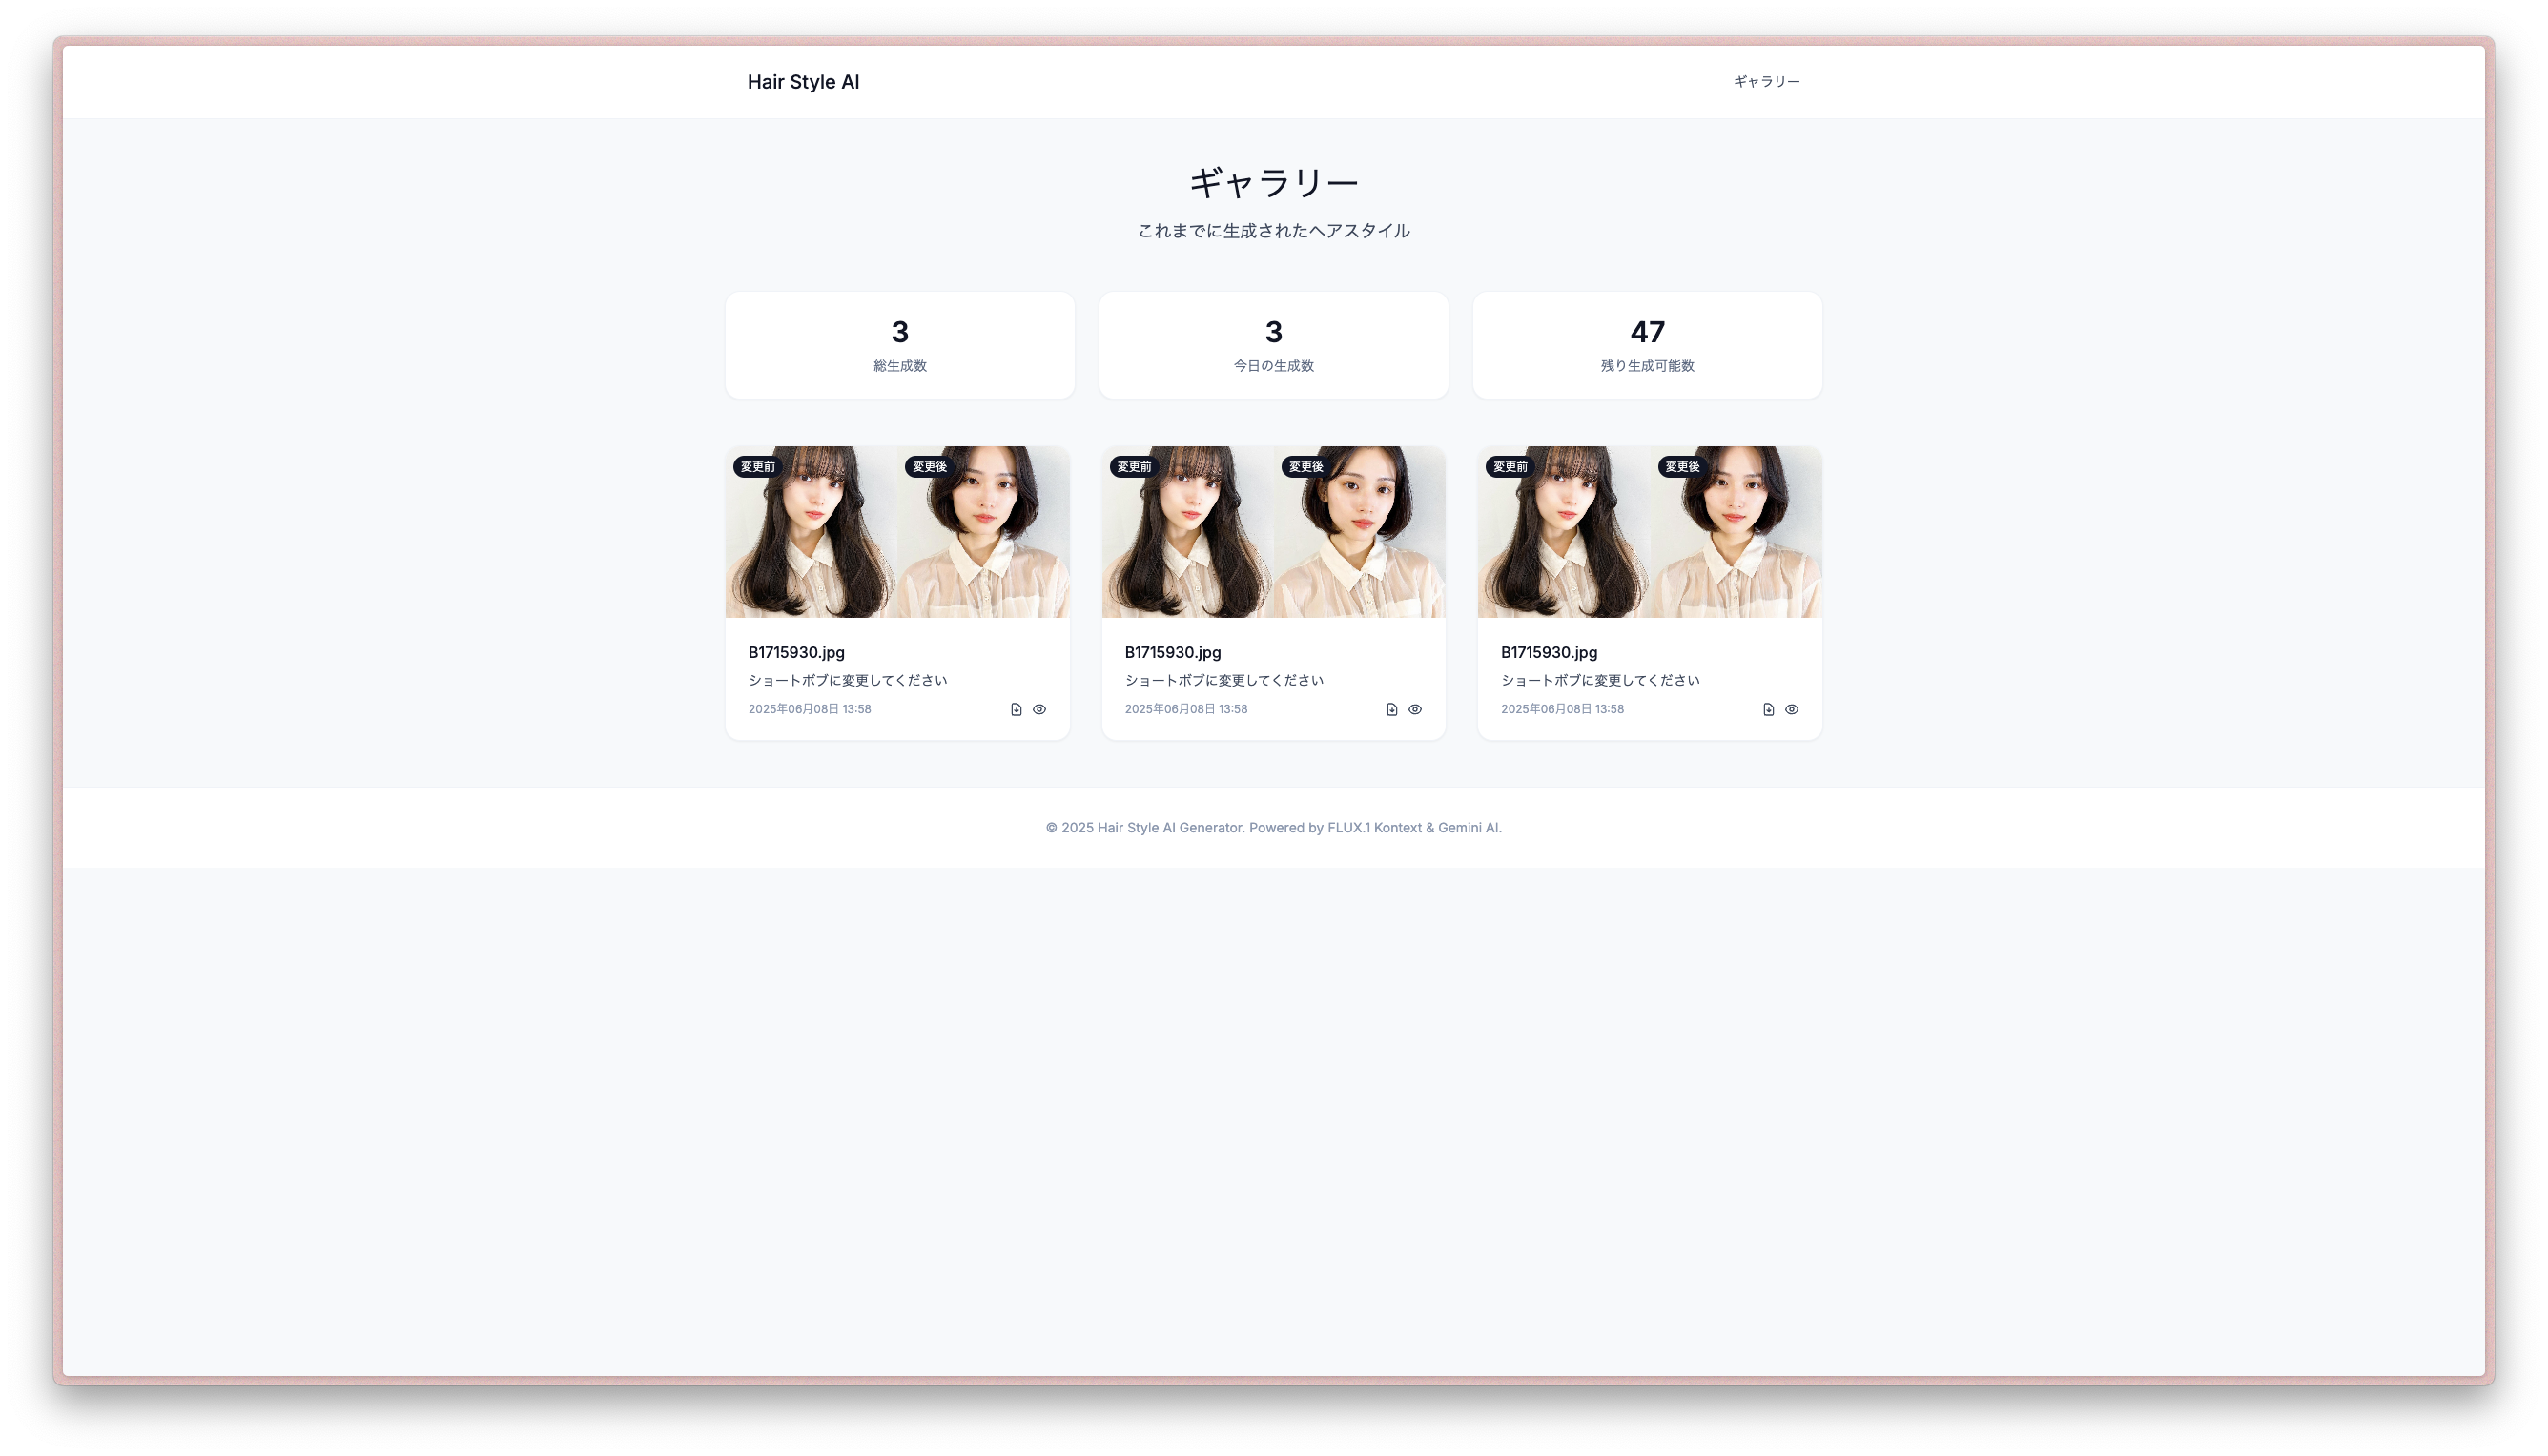 Hair Style AI
ギャラリー
ギャラリー
これまでに生成されたヘアスタイル
3
総生成数
3
今日の生成数
47
残り生成可能数
変更前
変更後
B1715930.jpg
ショートボブに変更してください
2025年06月08日 13:58
変更前
変更後
B1715930.jpg
ショートボブに変更してください
2025年06月08日 13:58
変更前
変更後
B1715930.jpg
ショートボブに変更してください
2025年06月08日 13:58
© 2025 Hair Style AI Generator. Powered by FLUX.1 Kontext & Gemini AI.